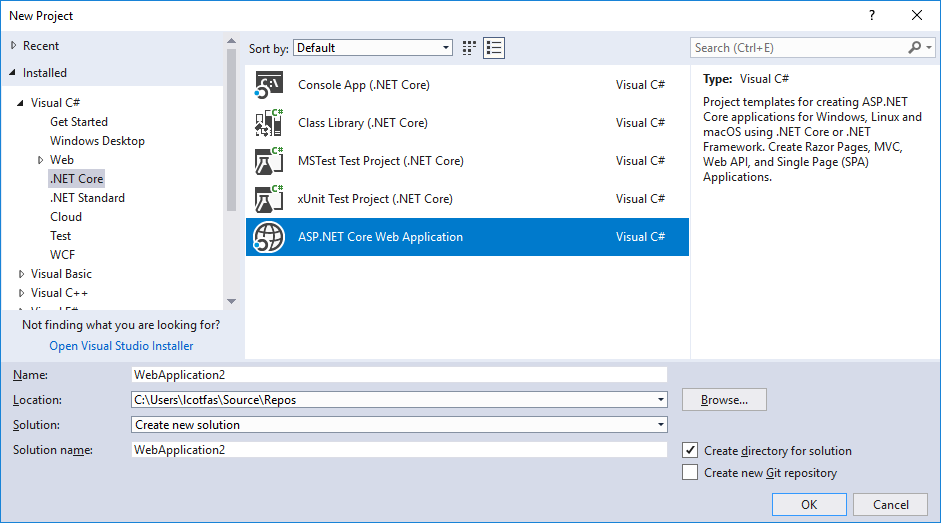 New Project
?
Recent
Installed
Visual C#
Get Started
Windows Desktop
Web
.NET Core
.NET Standard
Cloud
Test
WCF
Visual Basic
Visual C++
Not finding what you are looking for?
Open Visual Studio Installer
Sort by: Default
Console App (.NET Core) Visual C#
Class Library (.NET Core) Visual C#
MSTest Test Project (.NET Core) Visual C#
xUnit Test Project (.NET Core) Visual C#
ASP.NET Core Web Application Visual C#
Search (Ctrl+E)
Type: Visual C#
Project templates for creating ASP.NET
Core applications for Windows, Linux and
macOS using .NET Core or .NET
Framework. Create Razor Pages, MVC,
Web API, and Single Page (SPA)
Applications.
Name: WebApplication2
Location: C:\Users\lcotfas\Source\Repos Browse...
Solution: Create new solution
Solution name: WebApplication2
Create directory for solution
Create new Git repository
OK Cancel